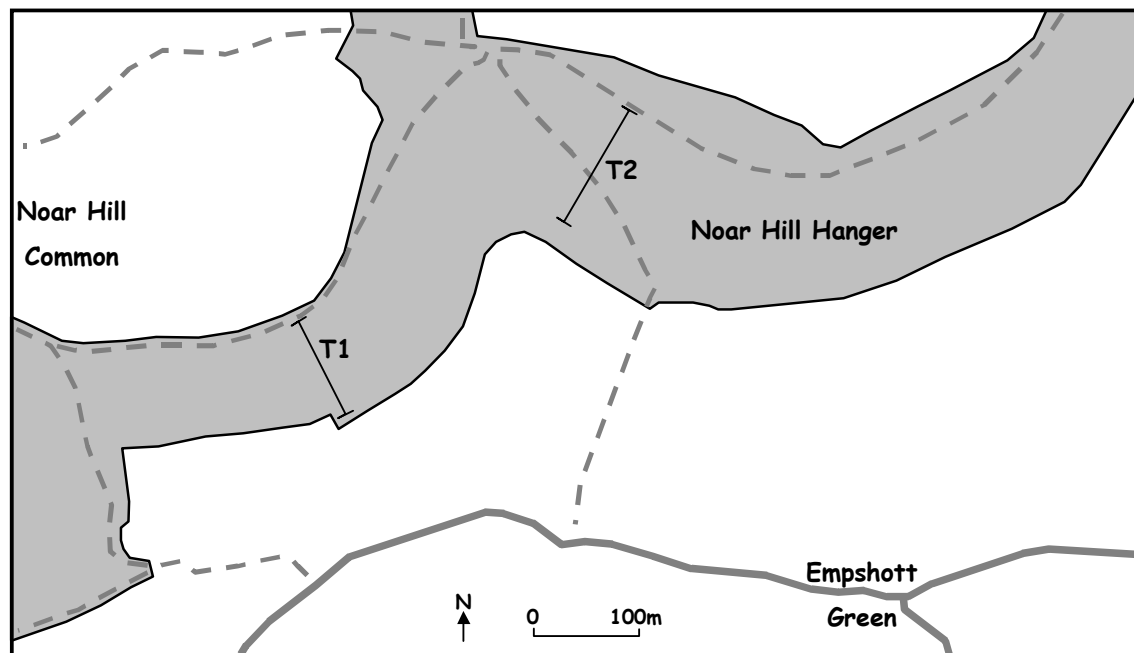 T2
Noar Hill
Common
Noar Hill Hanger
T1
Empshott
Green
N
0 100m